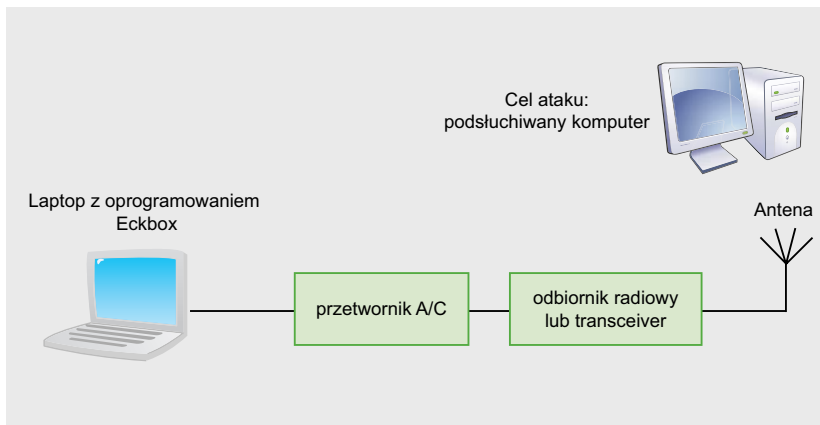 Cel ataku:
podsłuchiwany komputer
Laptop z oprogramowaniem
Eckbox
Antena
przetwornik A/C
odbiornik radiowy
lub transceiver